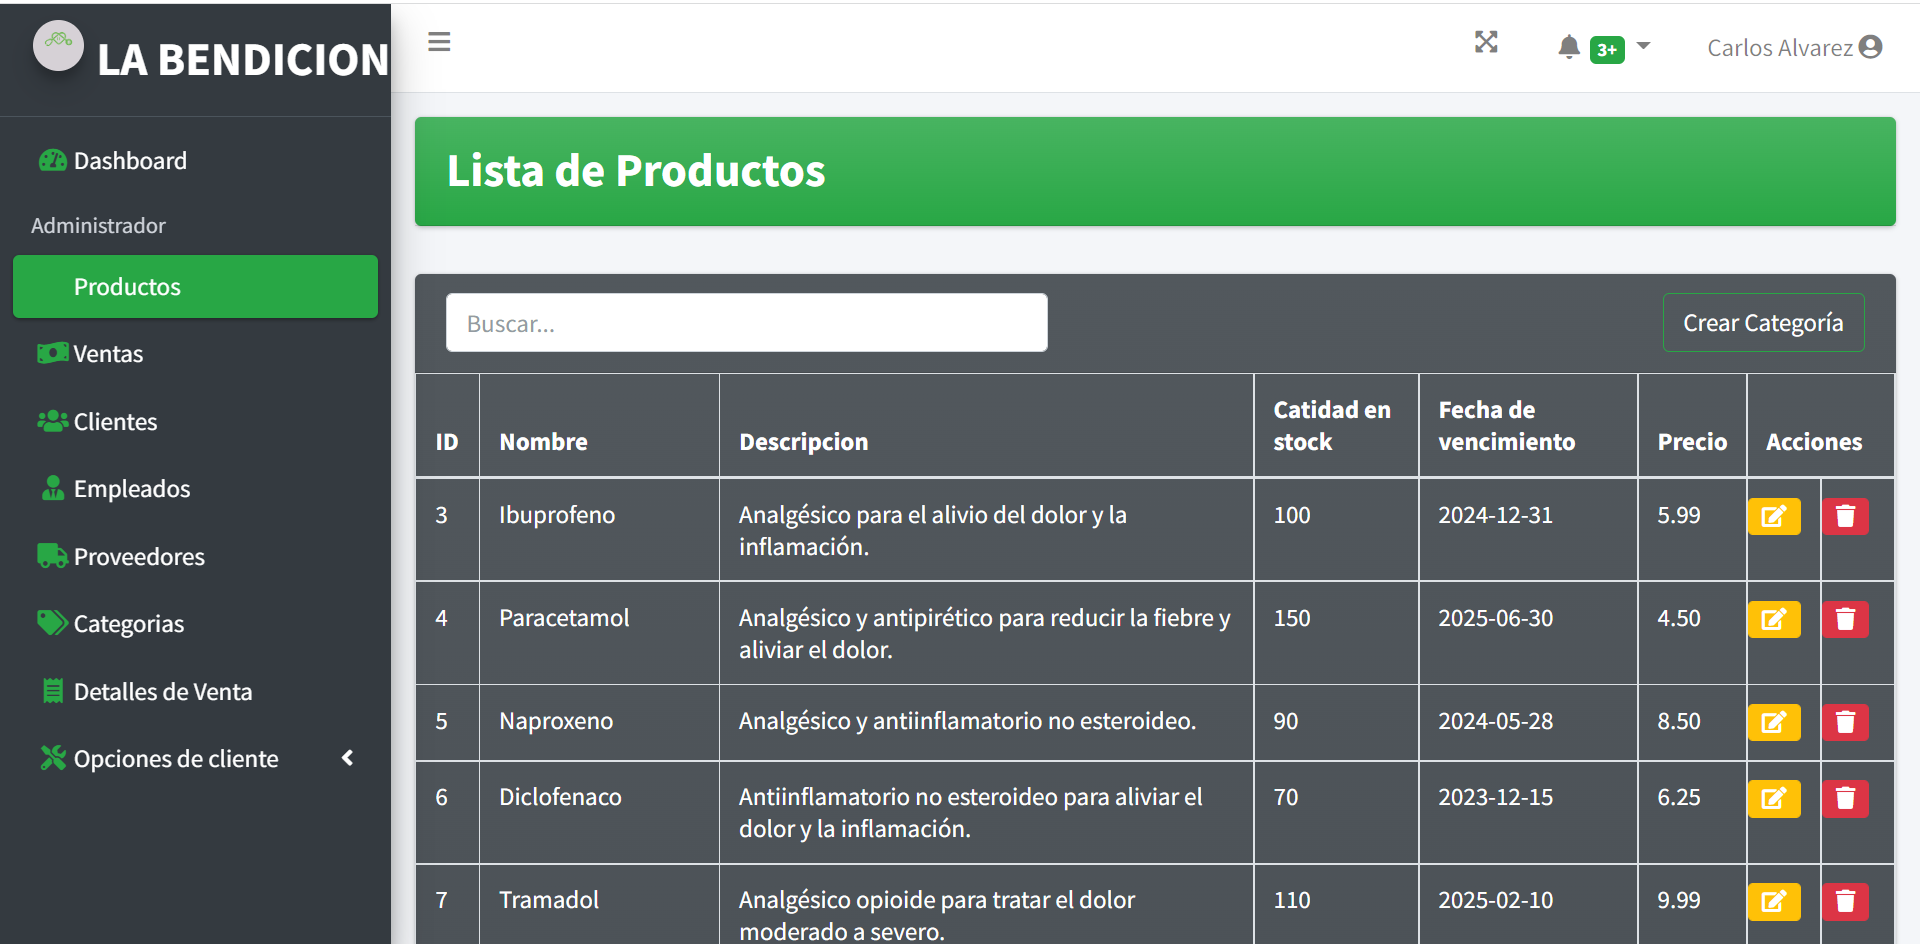 LA BENDICION
3+
Carlos Alvarez
Dashboard
Administrador
Productos
Ventas
Clientes
Empleados
Proveedores
Categorias
Detalles de Venta
Opciones de cliente
Lista de Productos
Buscar...
Crear Categoría
ID Nombre Descripcion Catidad en stock Fecha de vencimiento Precio Acciones
3 Ibuprofeno Analgésico para el alivio del dolor y la 100 2024-12-31 5.99
inflamación.
4 Paracetamol Analgésico y antipirético para reducir la fiebre y 150 2025-06-30 4.50
aliviar el dolor.
5 Naproxeno Analgésico y antiinflamatorio no esteroideo. 90 2024-05-28 8.50
6 Diclofenaco Antiinflamatorio no esteroideo para aliviar el 70 2023-12-15 6.25
dolor y la inflamación.
7 Tramadol Analgésico opioide para tratar el dolor 110 2025-02-10 9.99
moderado a severo.